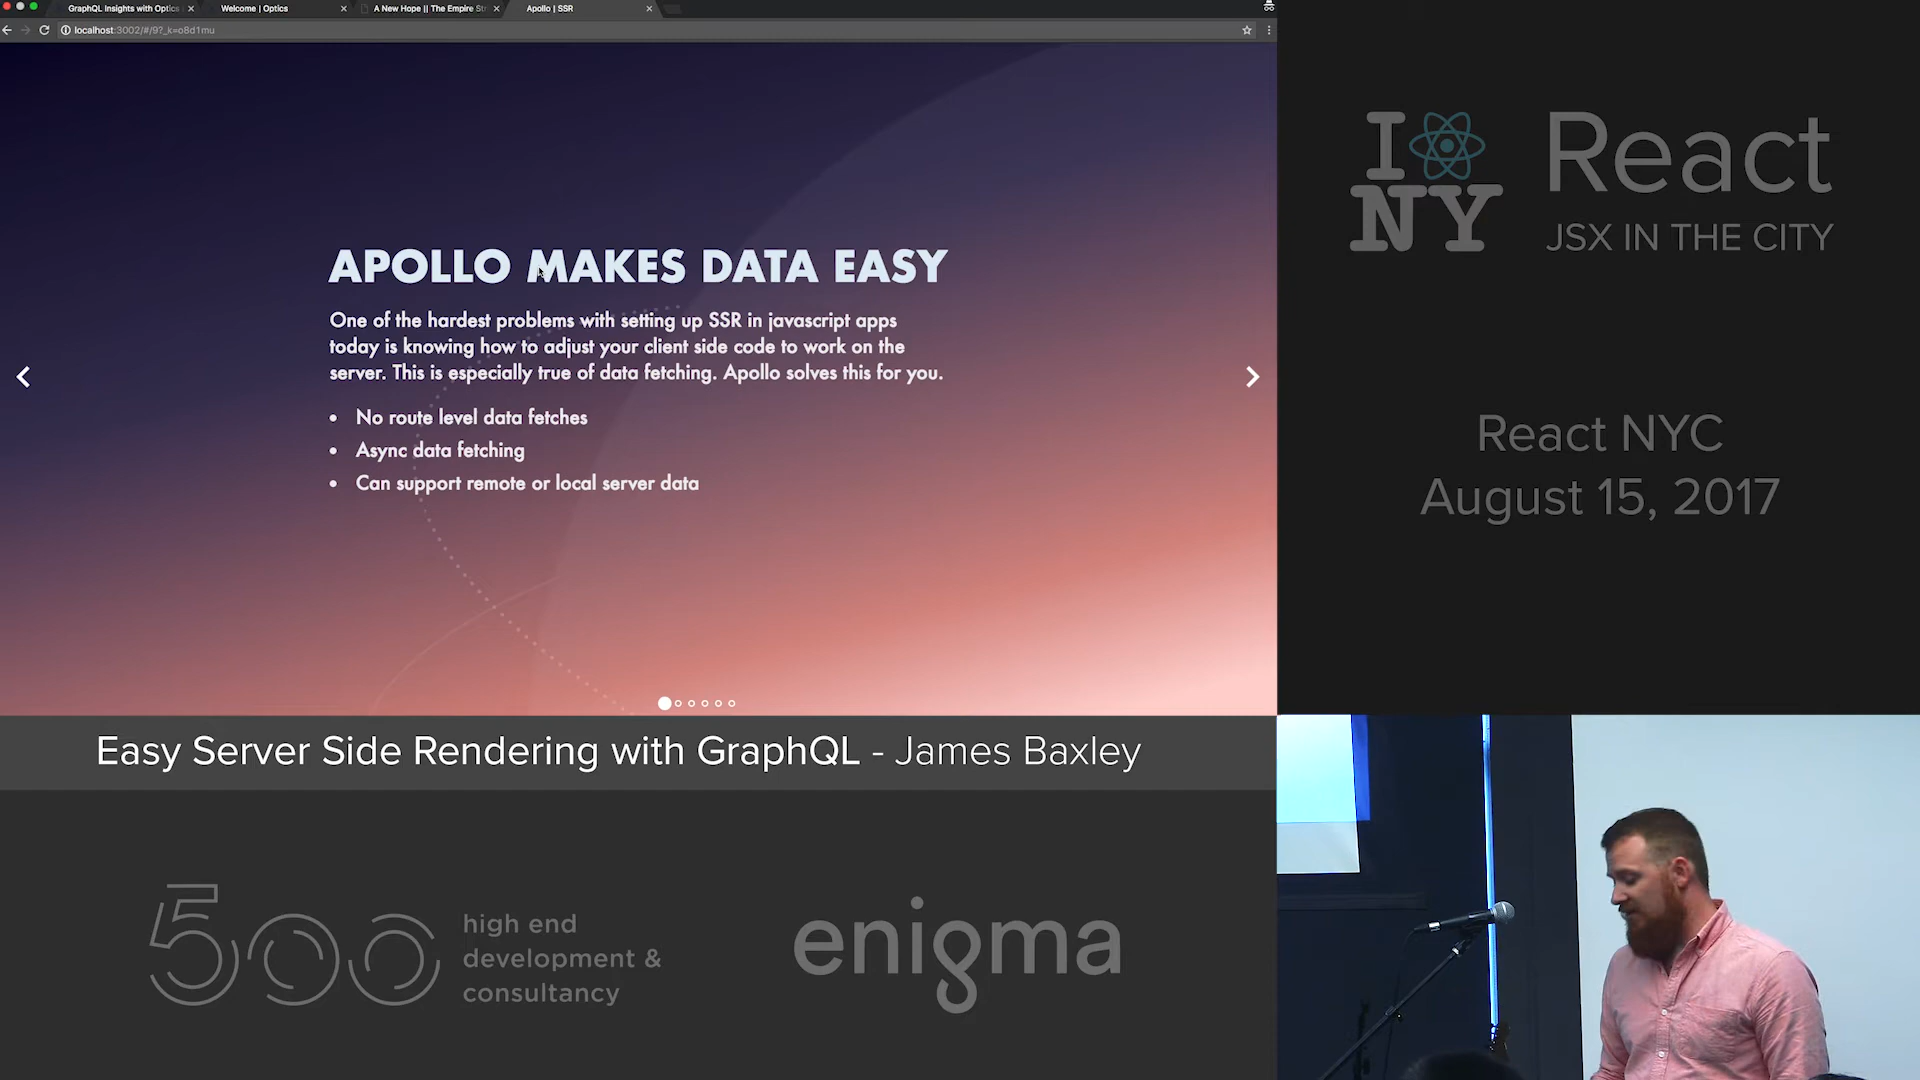 GraphQL Insights with Optics
Welcome | Optics
A New Hope || The Empire Str
Apollo | SSR
localhost:3002/#/9?_k=o8d1mu
APOLLO MAKES DATA EASY
One of the hardest problems with setting up SSR in javascript apps
today is knowing how to adjust your client side code to work on the
server. This is especially true of data fetching. Apollo solves this for you.
• No route level data fetches
• Async data fetching
• Can support remote or local server data
I
NY
React
JSX IN THE CITY
React NYC
August 15, 2017
Easy Server Side Rendering with GraphQL - James Baxley
500
high end
development &
consultancy
enigma